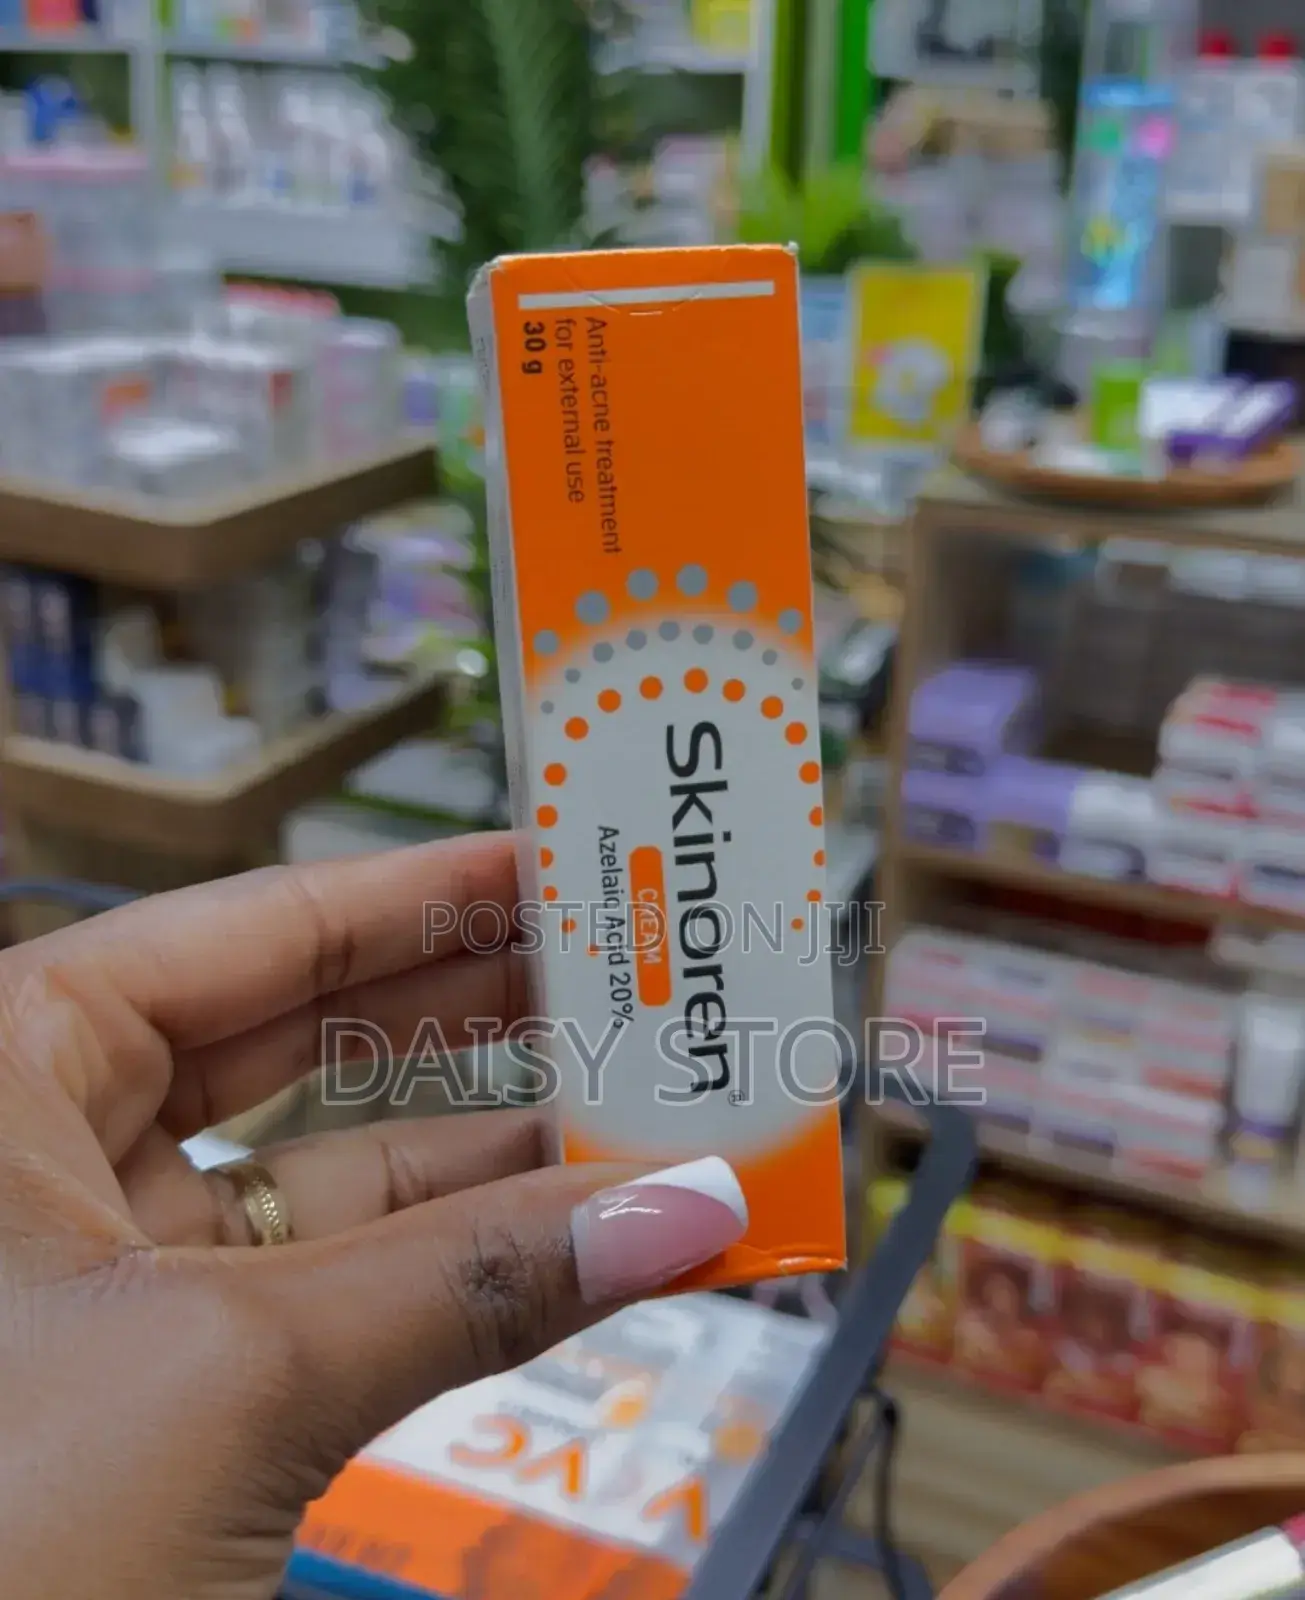 Anti-acne treatment
for external use
30 g
Skinoren®
CREAM
Azelaic Acid 20%
POSTED ON JIJI
DAISY STORE